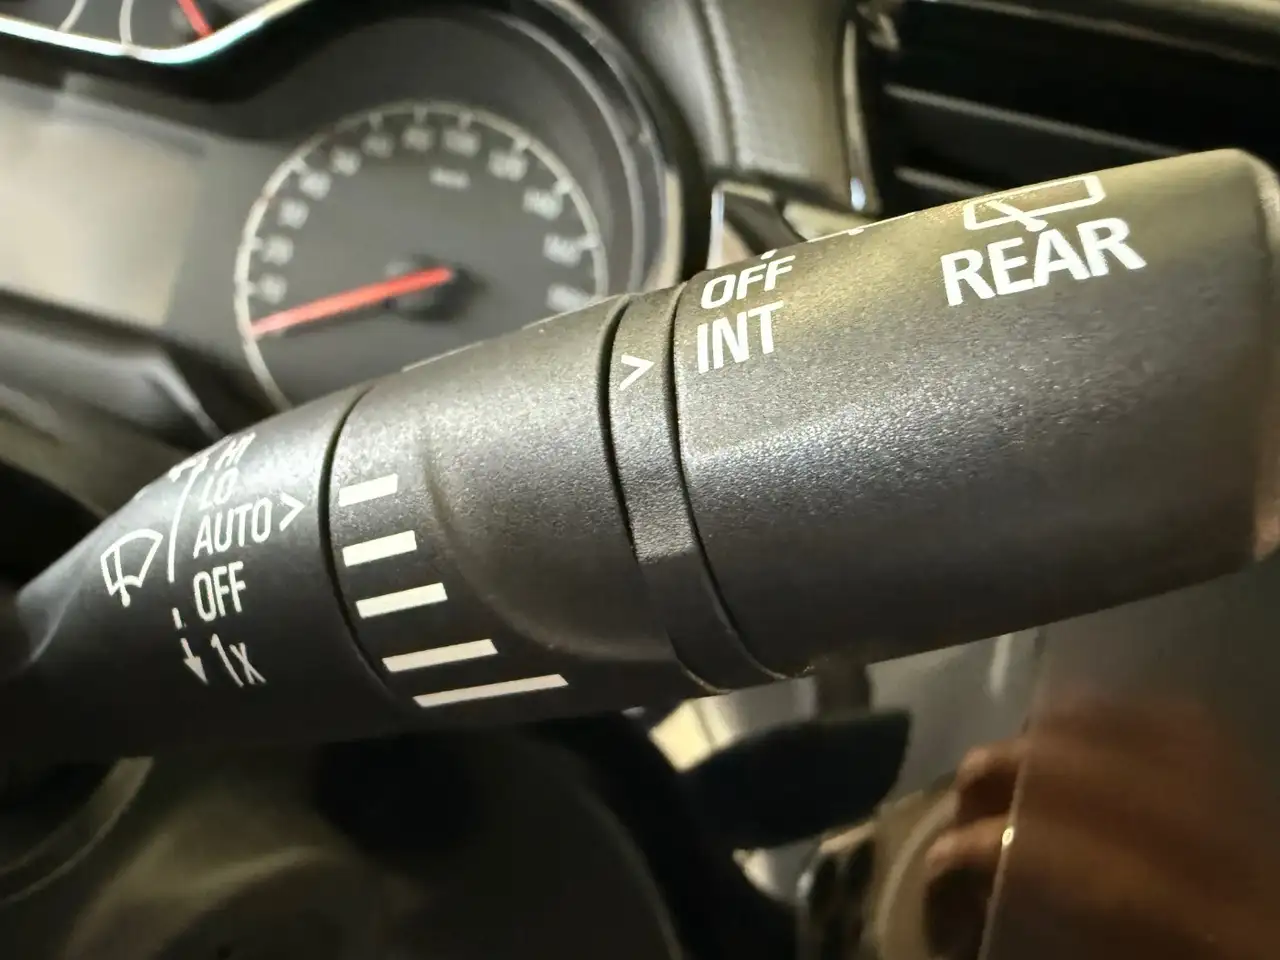 REAR
OFF
INT
>
HI
LO
AUTO >
OFF
1x